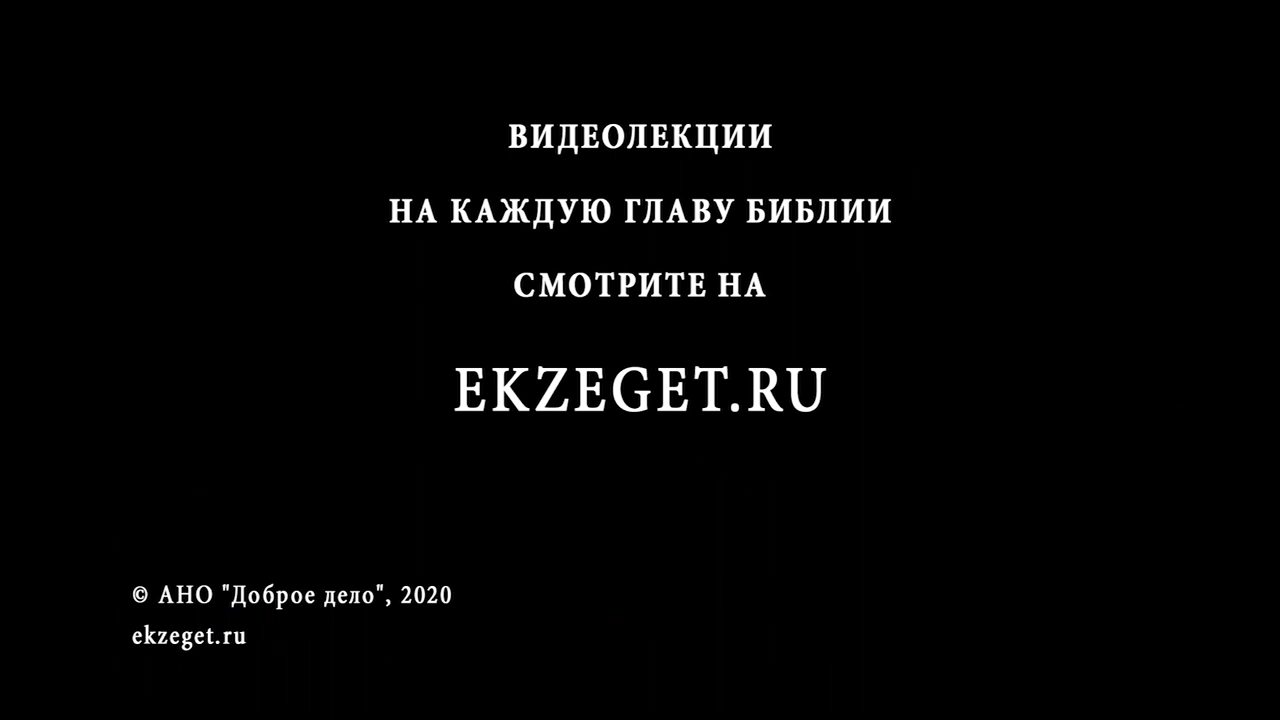 ВИДЕОЛЕКЦИИ
НА КАЖДУЮ ГЛАВУ БИБЛИИ
СМОТРИТЕ НА
EKZEGET.RU
© АНО "Доброе дело", 2020
ekzeget.ru